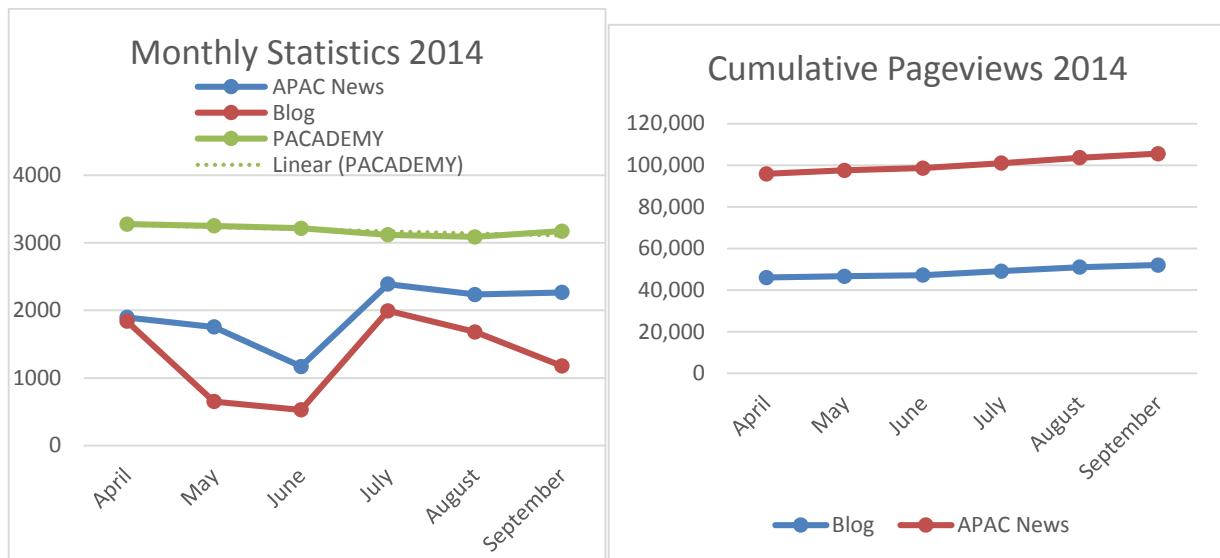 Monthly Statistics 2014
APAC News
Blog
PACADEMY
Linear (PACADEMY)
4000
3000
2000
1000
0
April
May
June
July
August
September
Cumulative Pageviews 2014
120,000
100,000
80,000
60,000
40,000
20,000
0
April
May
June
July
August
September
Blog APAC News